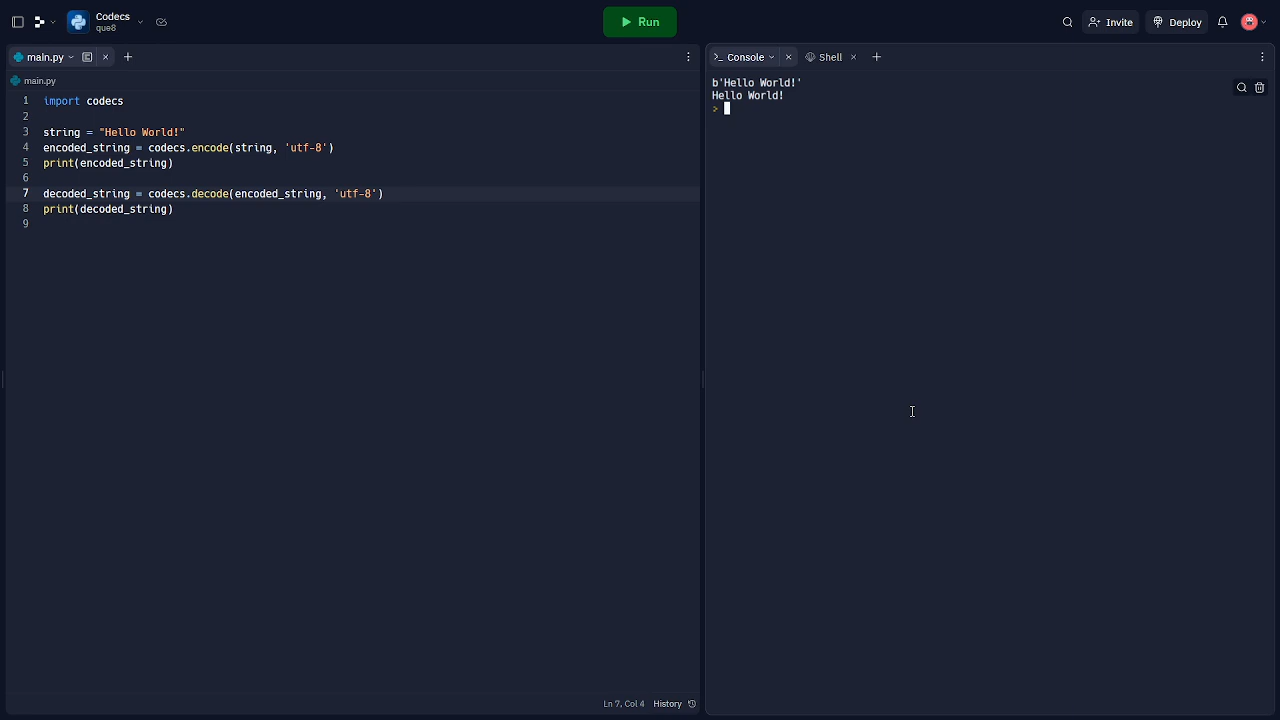 Codecs
que8
Run
Invite
Deploy
main.py
main.py
1 import codecs
2
3 string = "Hello World!"
4 encoded_string = codecs.encode(string, 'utf-8')
5 print(encoded_string)
6
7 decoded_string = codecs.decode(encoded_string, 'utf-8')
8 print(decoded_string)
9
Ln 7, Col 4 History
>_ Console
Shell
b'Hello World!'
Hello World!
>